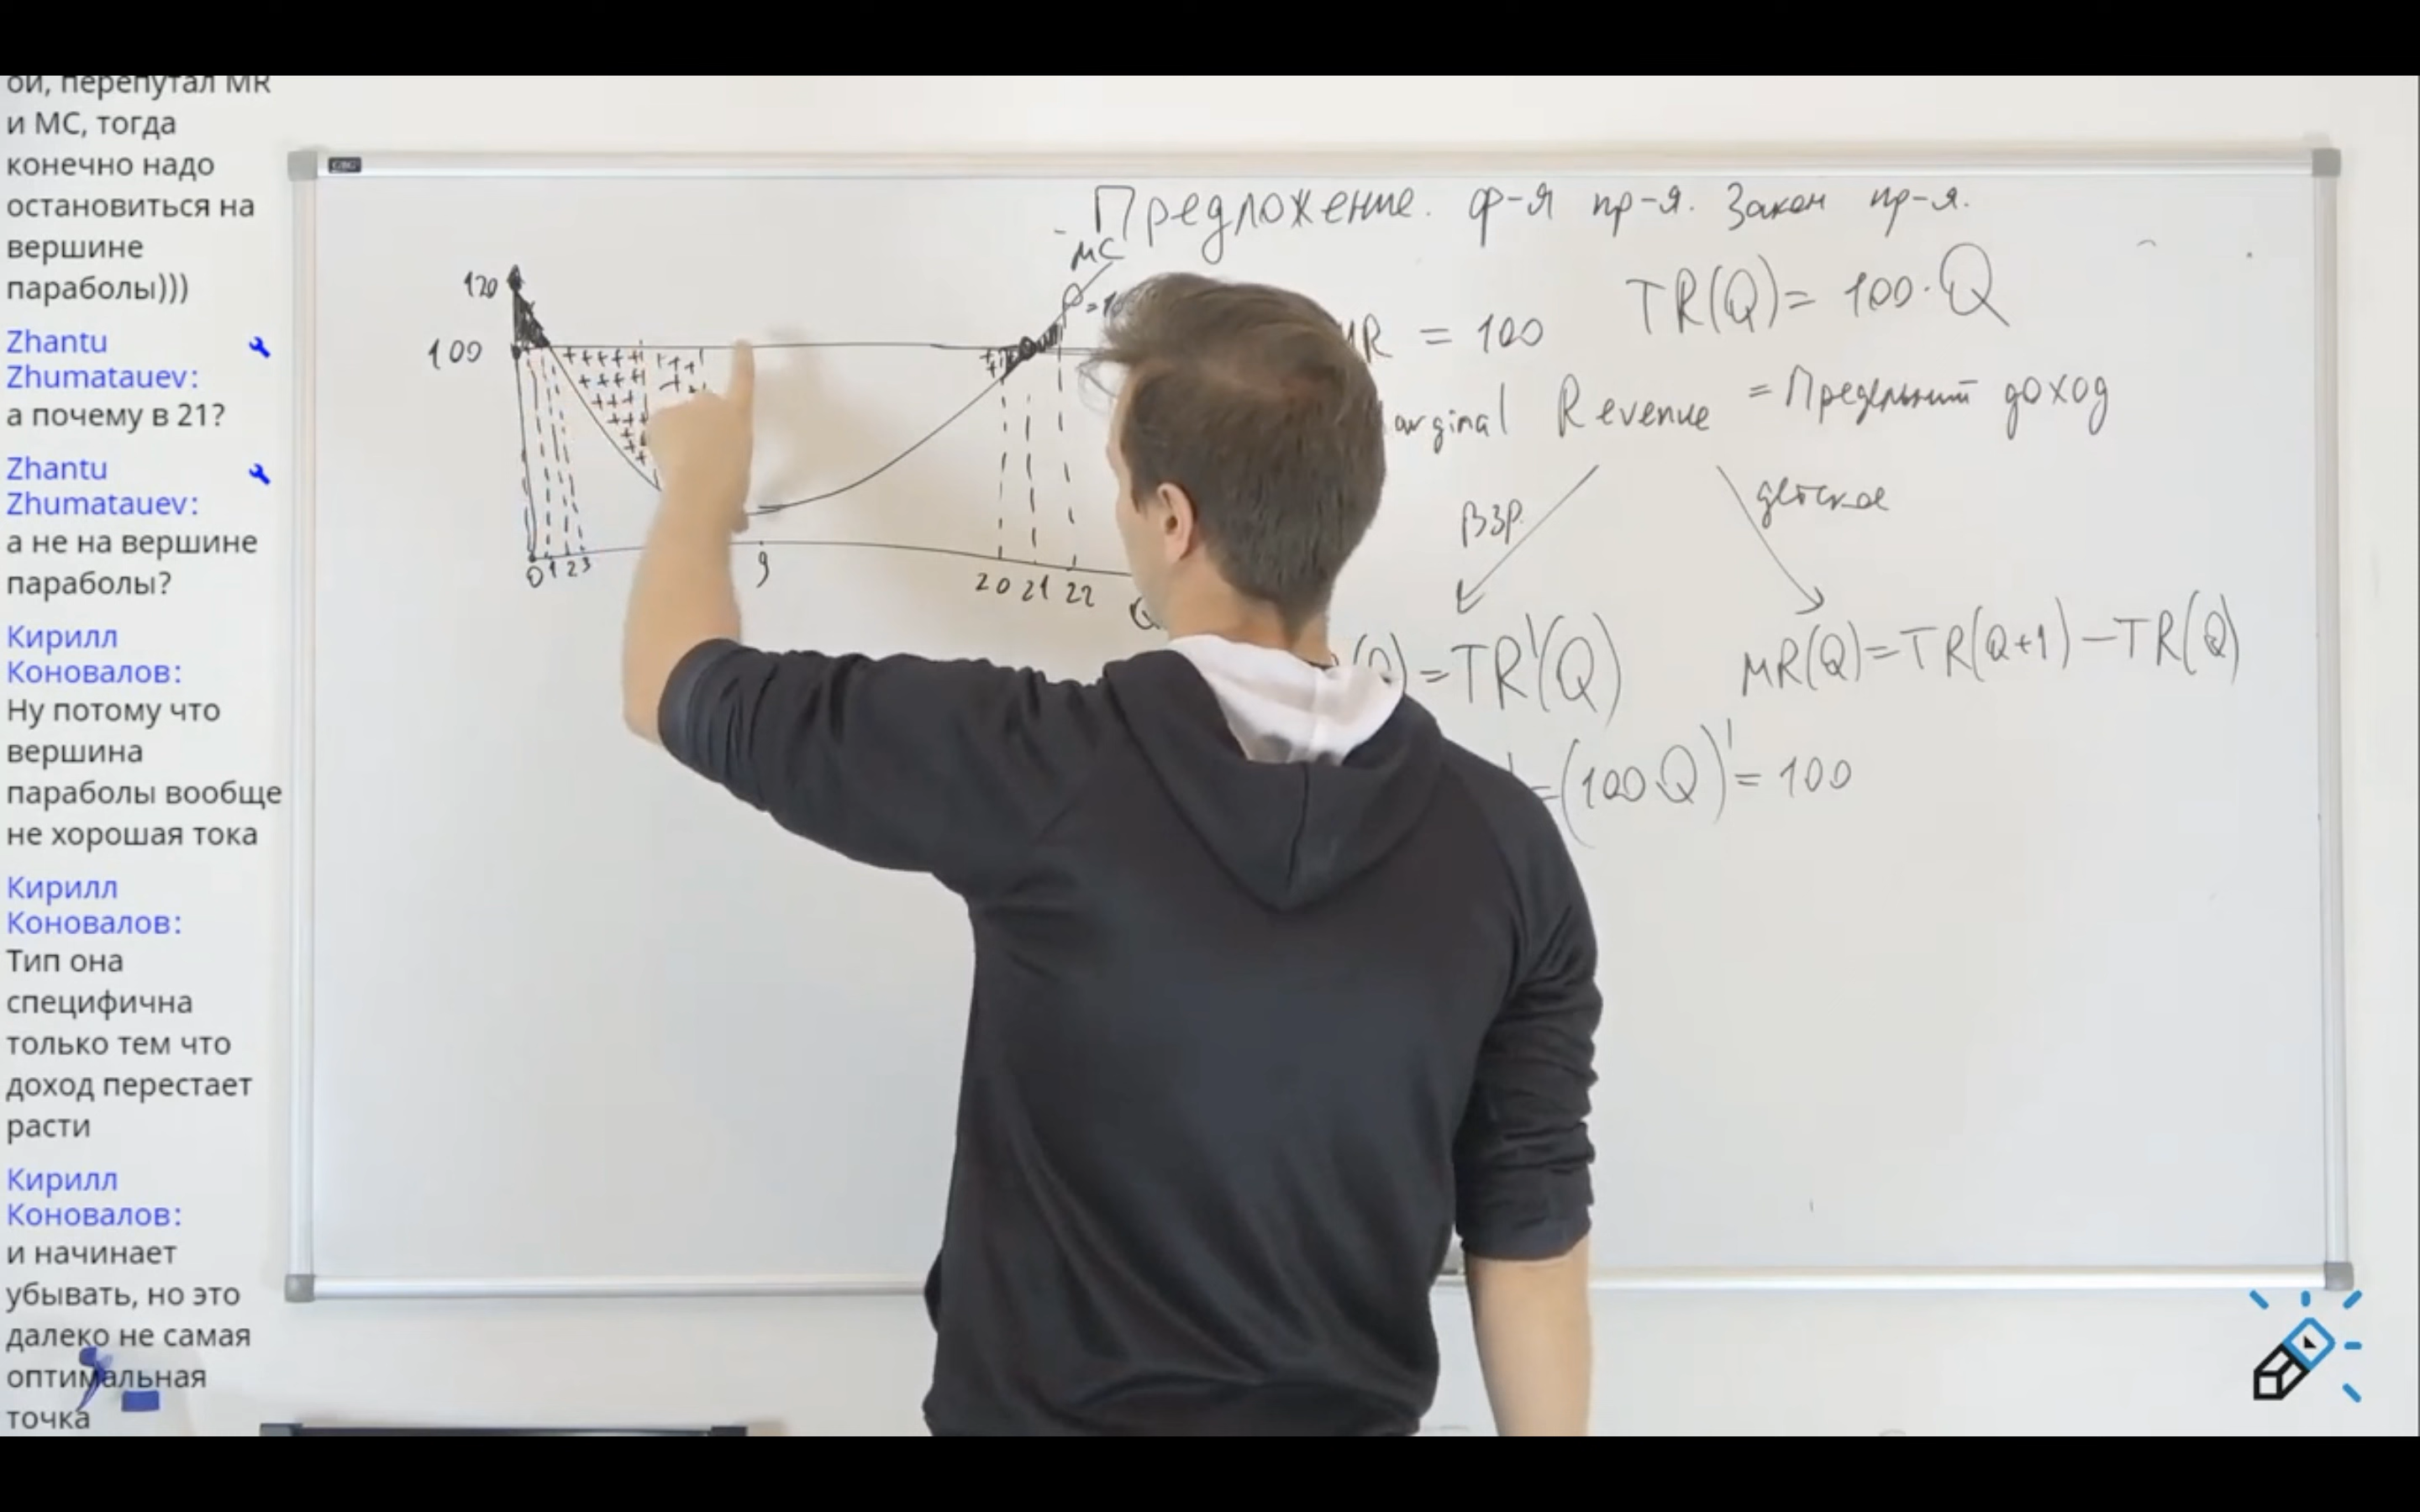 ой, перепутал MR
и МС, тогда
конечно надо
остановиться на
вершине
параболы)))
Zhantu
Zhumatauev:
а почему в 21?
Zhantu
Zhumatauev:
а не на вершине
параболы?
Кирилл
Коновалов:
Ну потому что
вершина
параболы вообще
не хорошая тока
Кирилл
Коновалов:
Тип она
специфична
только тем что
доход перестает
расти
Кирилл
Коновалов:
и начинает
убывать, но это
далеко не самая
оптимальная
точка
Предложение. ф-я пр-я. Закон пр-я.
MC
120
100
0 1 2 3 9 20 21 22
TR(Q) = 100·Q
MR = 100
arginal Revenue = Предельный доход
взр. детское
(Q) = TR'(Q)
MR(Q) = TR(Q+1) - TR(Q)
= (100Q)' = 100